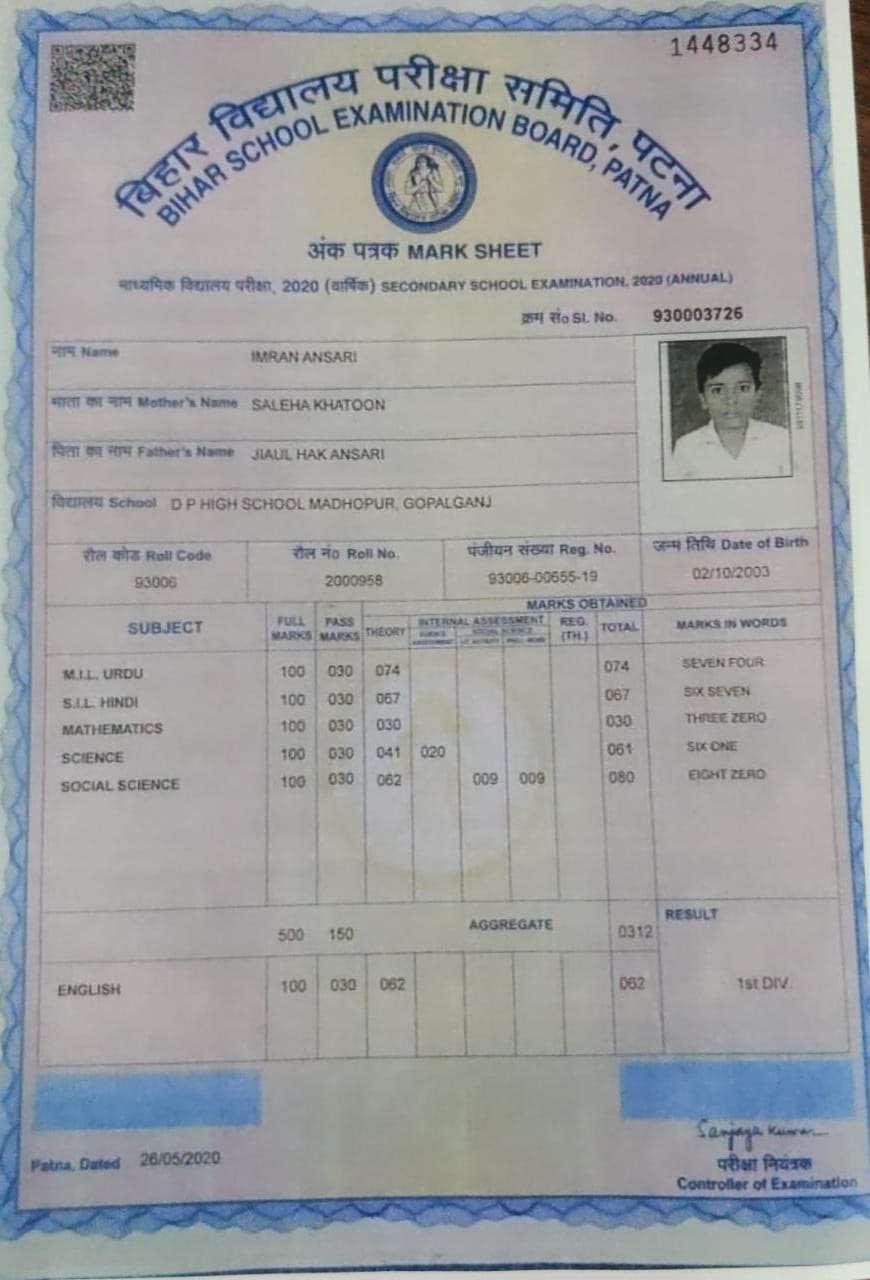 1448334
बिहार विद्यालय परीक्षा समिति, पटना
BIHAR SCHOOL EXAMINATION BOARD, PATNA
अंक पत्रक MARK SHEET
माध्यमिक विद्यालय परीक्षा, 2020 (वार्षिक) SECONDARY SCHOOL EXAMINATION, 2020 (ANNUAL)
क्रम सं० Sl. No. 930003726
नाम Name IMRAN ANSARI
माता का नाम Mother's Name SALEHA KHATOON
पिता का नाम Father's Name JIAUL HAK ANSARI
विद्यालय School D P HIGH SCHOOL MADHOPUR, GOPALGANJ
रौल कोड Roll Code रौल नं० Roll No. पंजीयन संख्या Reg. No. जन्म तिथि Date of Birth
93006 2000958 93006-00655-19 02/10/2003
MARKS OBTAINED
SUBJECT FULL MARKS PASS MARKS THEORY INTERNAL ASSESSMENT REG. (TH.) TOTAL MARKS IN WORDS
M.I.L. URDU 100 030 074 074 SEVEN FOUR
S.I.L. HINDI 100 030 067 067 SIX SEVEN
MATHEMATICS 100 030 030 030 THREE ZERO
SCIENCE 100 030 041 020 061 SIX ONE
SOCIAL SCIENCE 100 030 062 009 009 080 EIGHT ZERO
500 150 AGGREGATE 0312 RESULT
ENGLISH 100 030 062 062 1st DIV.
Sanjaya Kumar
Patna, Dated 26/05/2020
परीक्षा नियंत्रक
Controller of Examination